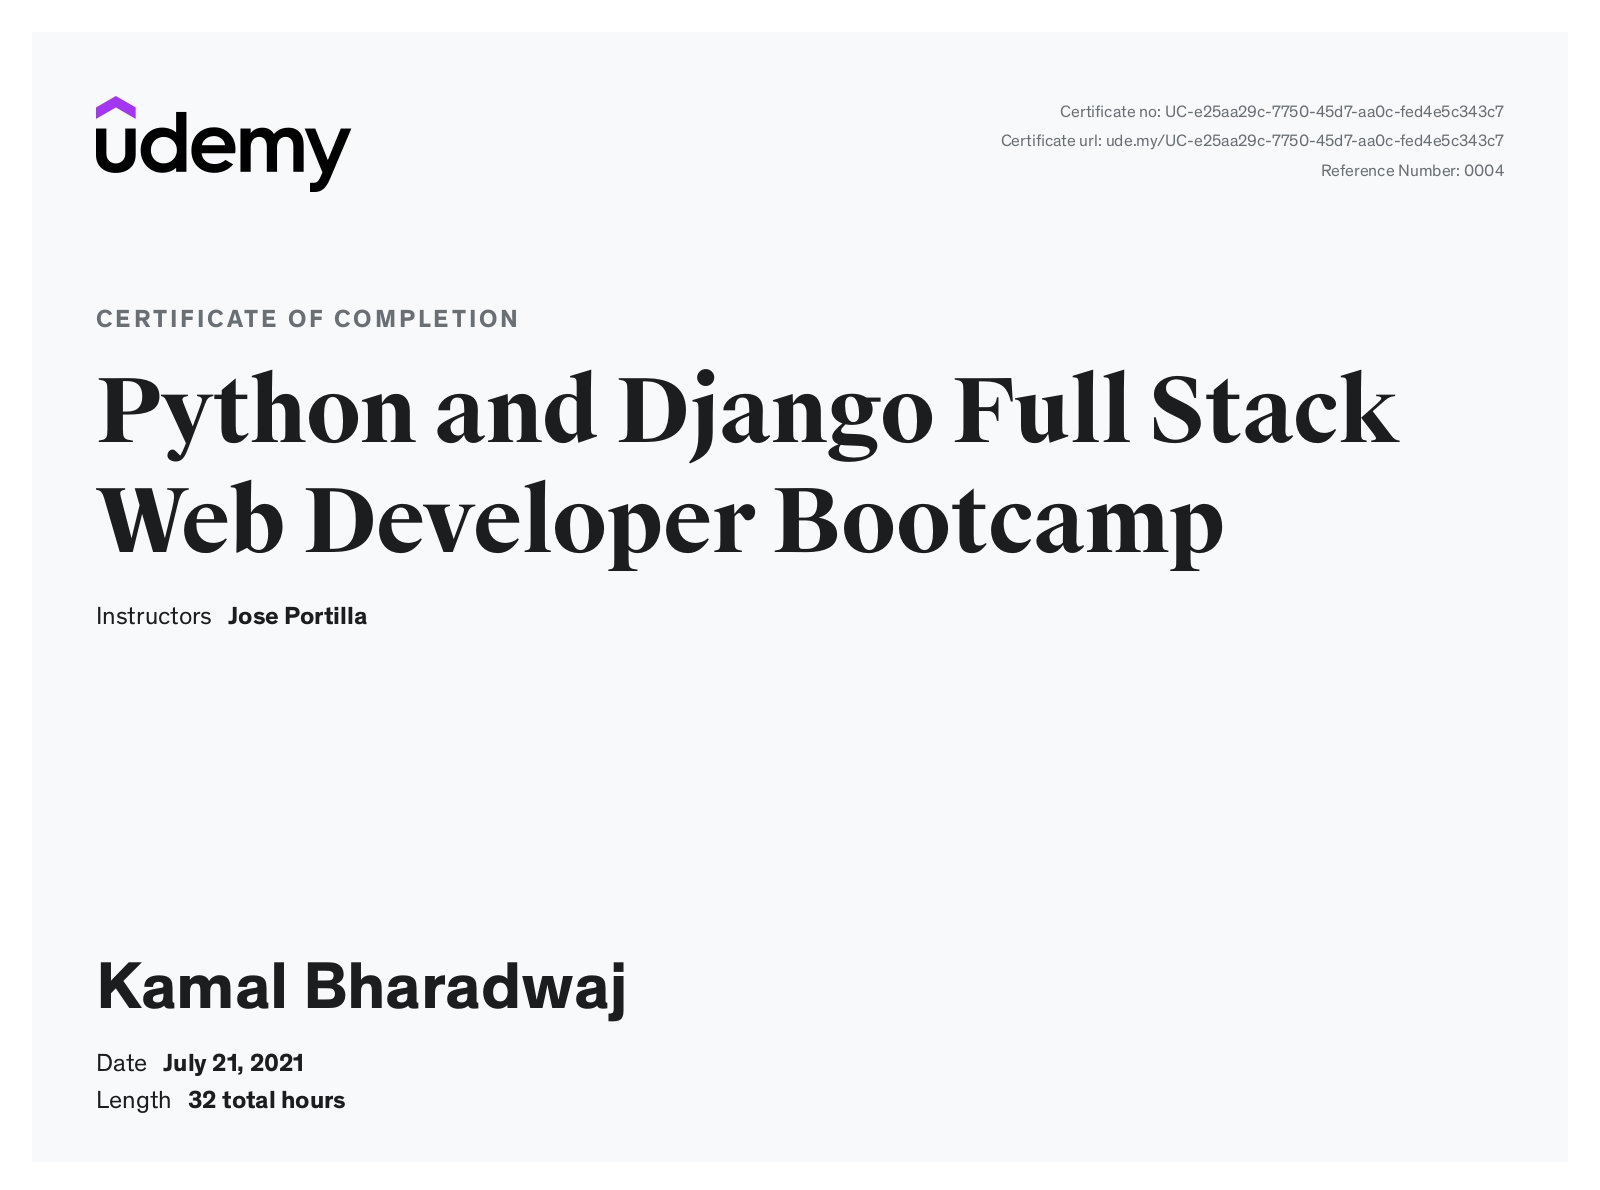 udemy
Certificate no: UC-e25aa29c-7750-45d7-aa0c-fed4e5c343c7
Certificate url: ude.my/UC-e25aa29c-7750-45d7-aa0c-fed4e5c343c7
Reference Number: 0004
CERTIFICATE OF COMPLETION
Python and Django Full Stack
Web Developer Bootcamp
Instructors Jose Portilla
Kamal Bharadwaj
Date July 21, 2021
Length 32 total hours